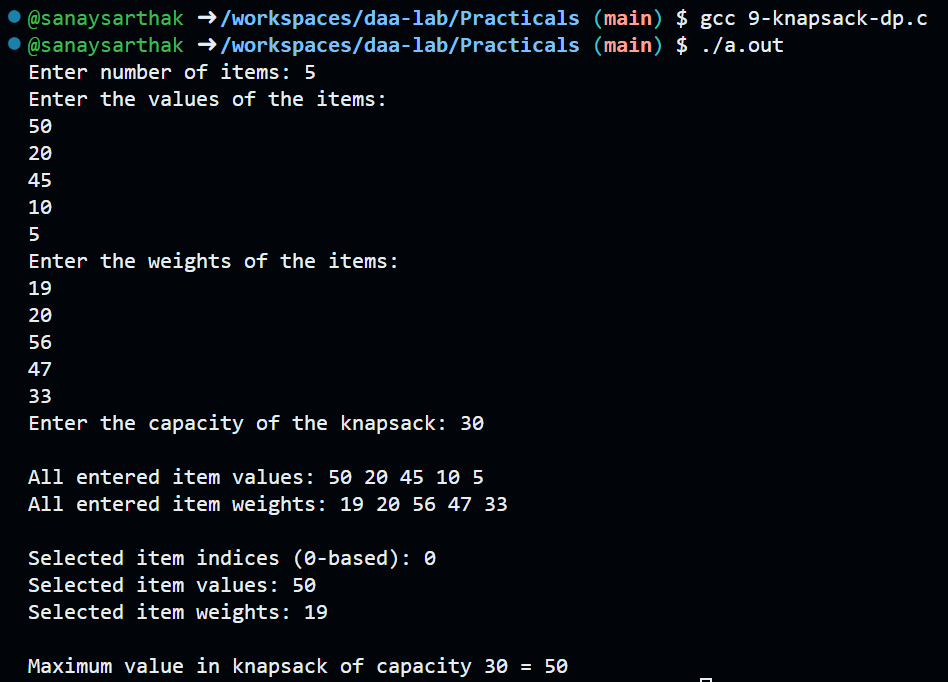 @sanaysarthak ➜/workspaces/daa-lab/Practicals (main) $ gcc 9-knapsack-dp.c
@sanaysarthak ➜/workspaces/daa-lab/Practicals (main) $ ./a.out
Enter number of items: 5
Enter the values of the items:
50
20
45
10
5
Enter the weights of the items:
19
20
56
47
33
Enter the capacity of the knapsack: 30
All entered item values: 50 20 45 10 5
All entered item weights: 19 20 56 47 33
Selected item indices (0-based): 0
Selected item values: 50
Selected item weights: 19
Maximum value in knapsack of capacity 30 = 50